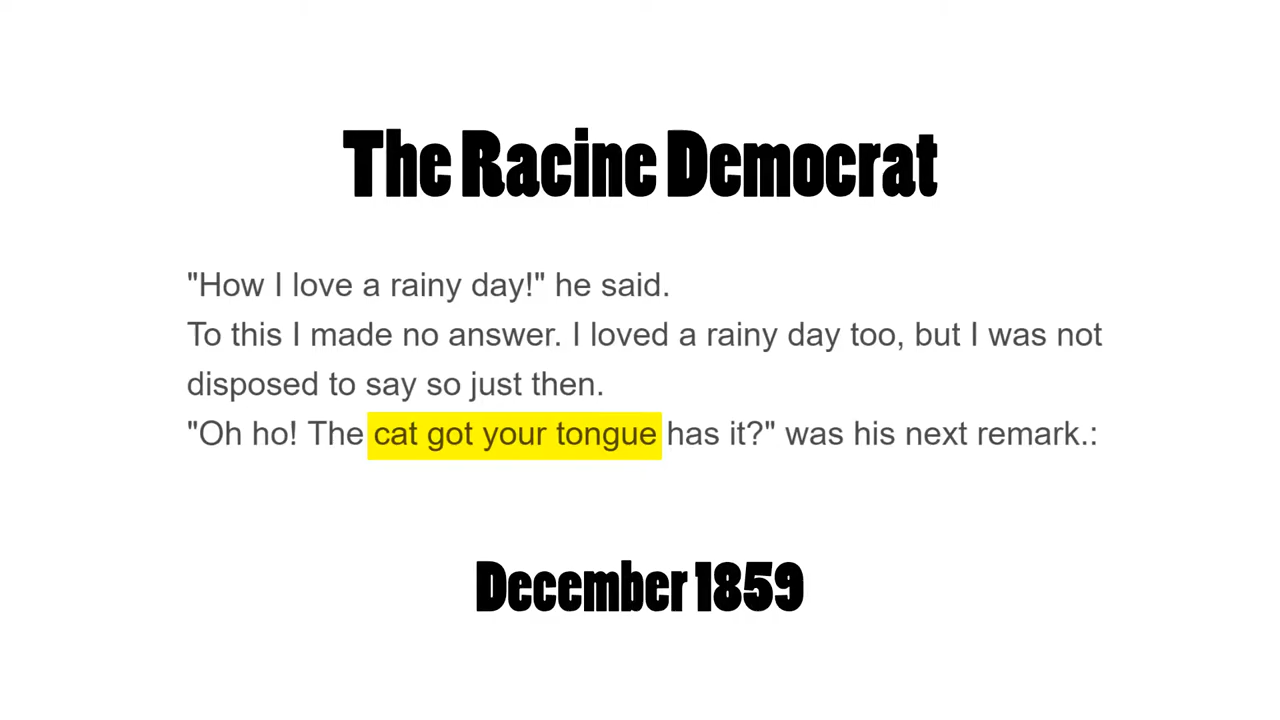 The Racine Democrat
"How I love a rainy day!" he said.
To this I made no answer. I loved a rainy day too, but I was not
disposed to say so just then.
"Oh ho! The cat got your tongue has it?" was his next remark.:
December 1859